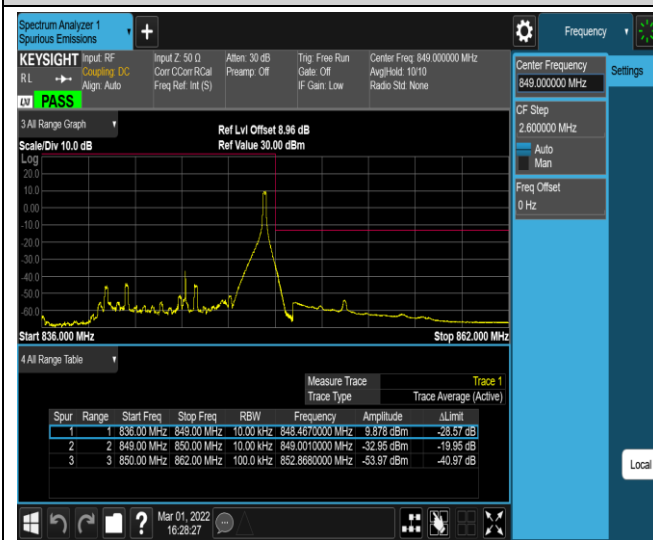 Spectrum Analyzer 1
Spurious Emissions
Frequency
KEYSIGHT
Input: RF
Coupling: DC
Align: Auto
Input Z: 50 Ω
Corr CCorr RCal
Freq Ref: Int (S)
Atten: 30 dB
Preamp: Off
Trig: Free Run
Gate: Off
IF Gain: Low
Center Freq: 849.000000 MHz
Avg|Hold: 10/10
Radio Std: None
RL
LXI PASS
Center Frequency
849.000000 MHz
Settings
CF Step
2.600000 MHz
Auto
Man
Freq Offset
0 Hz
3 All Range Graph
Ref Lvl Offset 8.96 dB
Scale/Div 10.0 dB
Ref Value 30.00 dBm
Log
20.0
10.0
0.00
-10.0
-20.0
-30.0
-40.0
-50.0
-60.0
Start 836.000 MHz
Stop 862.000 MHz
4 All Range Table
Measure Trace Trace 1
Trace Type Trace Average (Active)
Spur Range Start Freq Stop Freq RBW Frequency Amplitude ΔLimit
1 1 836.00 MHz 849.00 MHz 10.00 kHz 848.4670000 MHz 9.878 dBm -28.57 dB
2 2 849.00 MHz 850.00 MHz 10.00 kHz 849.0010000 MHz -32.95 dBm -19.95 dB
3 3 850.00 MHz 862.00 MHz 100.0 kHz 852.8680000 MHz -53.97 dBm -40.97 dB
Local
Mar 01, 2022
16:28:27